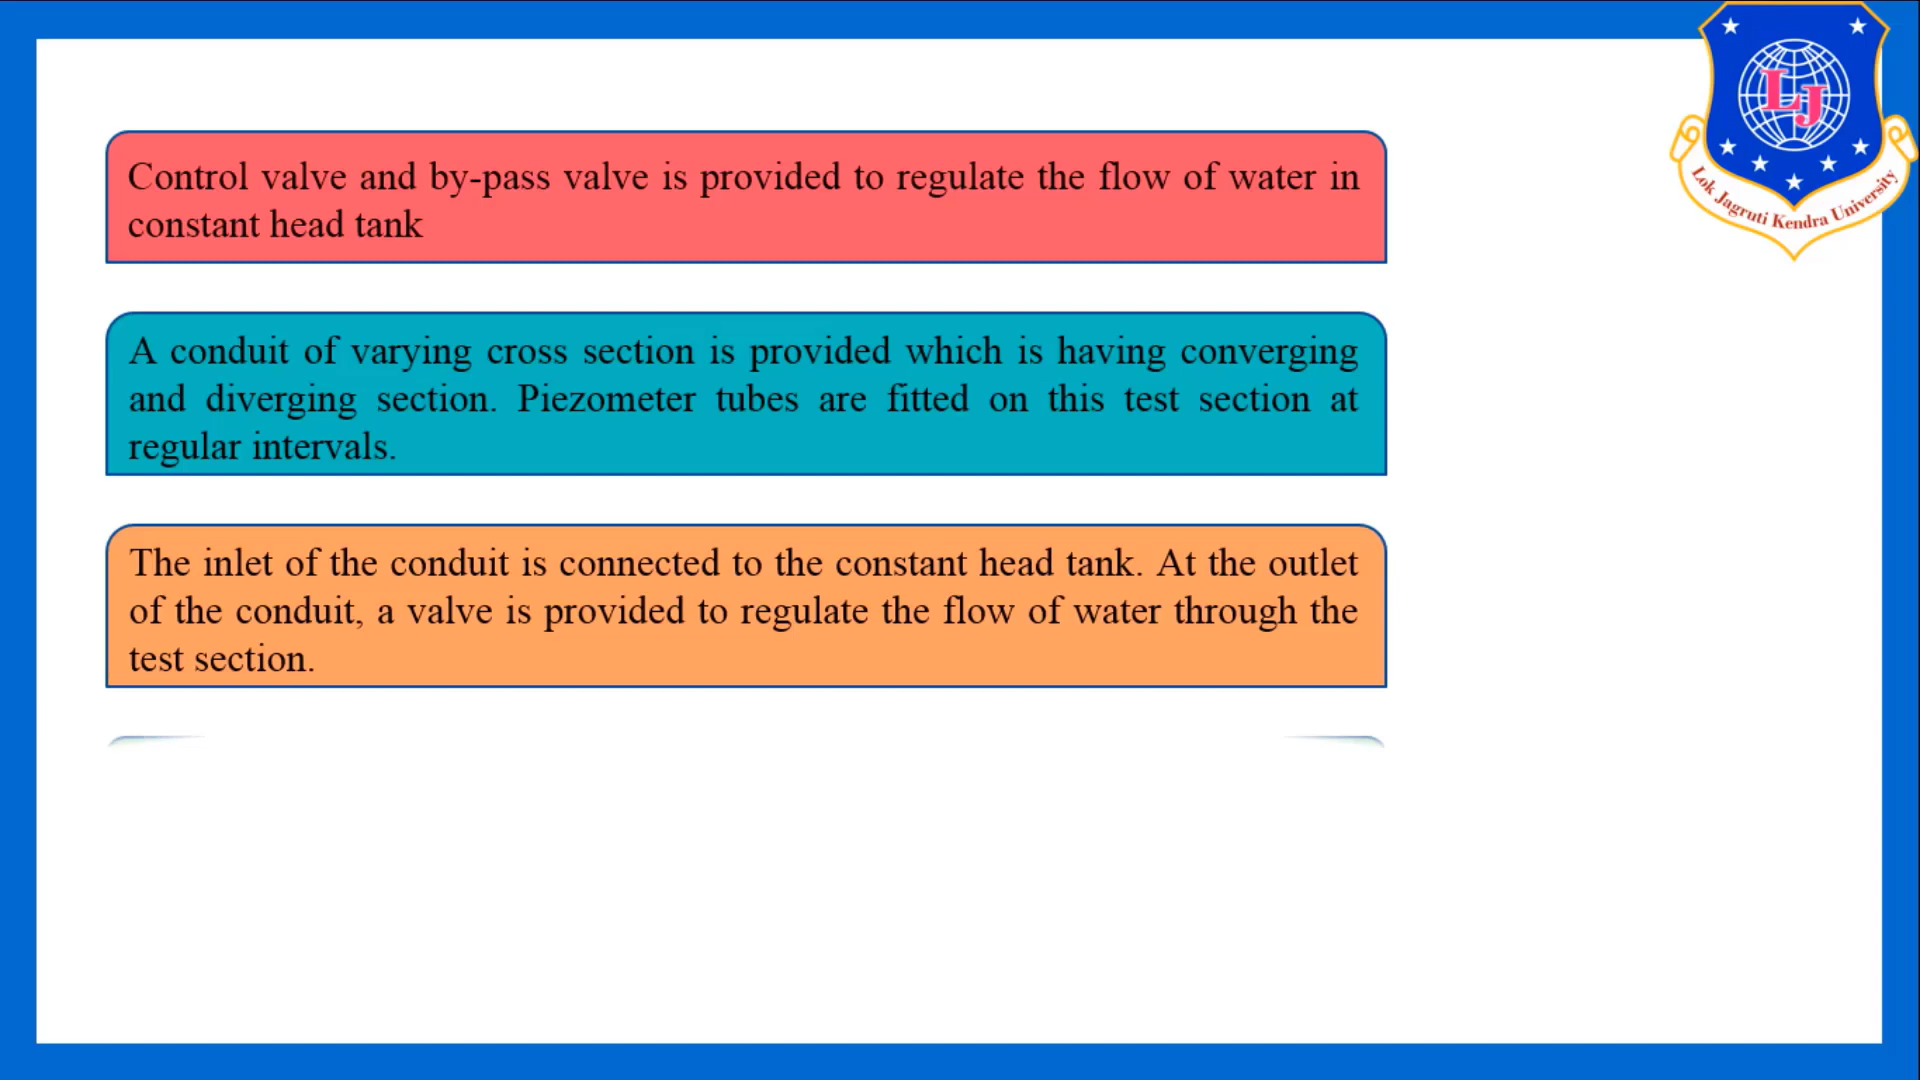 Control valve and by-pass valve is provided to regulate the flow of water in
constant head tank
A conduit of varying cross section is provided which is having converging
and diverging section. Piezometer tubes are fitted on this test section at
regular intervals.
The inlet of the conduit is connected to the constant head tank. At the outlet
of the conduit, a valve is provided to regulate the flow of water through the
test section.
LJ
Lok Jagruti Kendra University